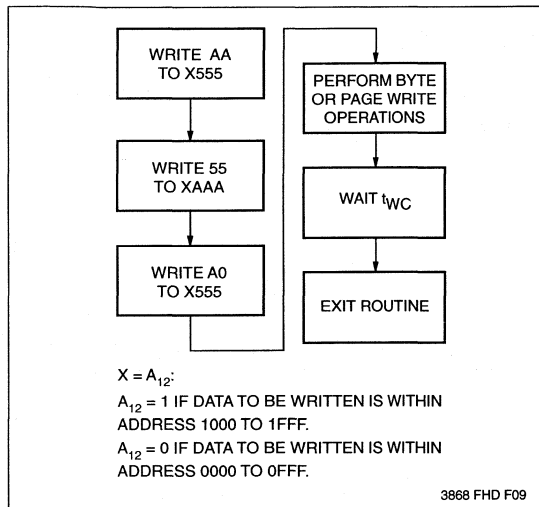 WRITE AA
TO X555
WRITE 55
TO XAAA
WRITE A0
TO X555
PERFORM BYTE
OR PAGE WRITE
OPERATIONS
WAIT tWC
EXIT ROUTINE
X = A12:
A12 = 1 IF DATA TO BE WRITTEN IS WITHIN
ADDRESS 1000 TO 1FFF.
A12 = 0 IF DATA TO BE WRITTEN IS WITHIN
ADDRESS 0000 TO 0FFF.
3868 FHD F09